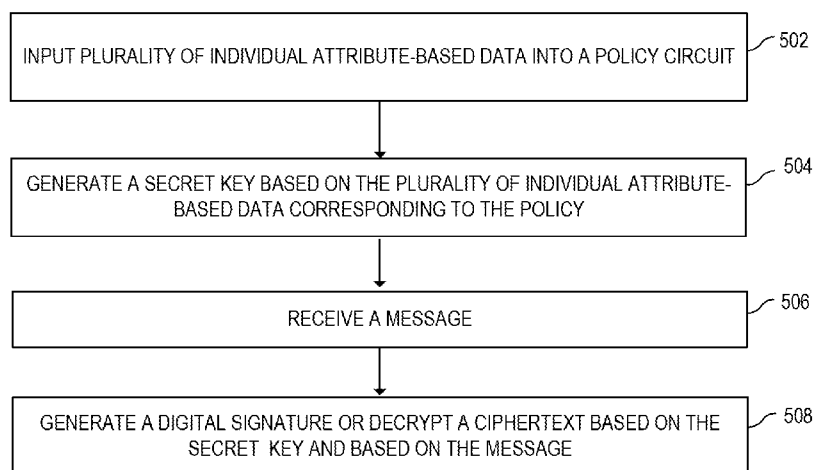 INPUT PLURALITY OF INDIVIDUAL ATTRIBUTE-BASED DATA INTO A POLICY CIRCUIT
502
GENERATE A SECRET KEY BASED ON THE PLURALITY OF INDIVIDUAL ATTRIBUTE-
BASED DATA CORRESPONDING TO THE POLICY
504
RECEIVE A MESSAGE
506
GENERATE A DIGITAL SIGNATURE OR DECRYPT A CIPHERTEXT BASED ON THE
SECRET KEY AND BASED ON THE MESSAGE
508